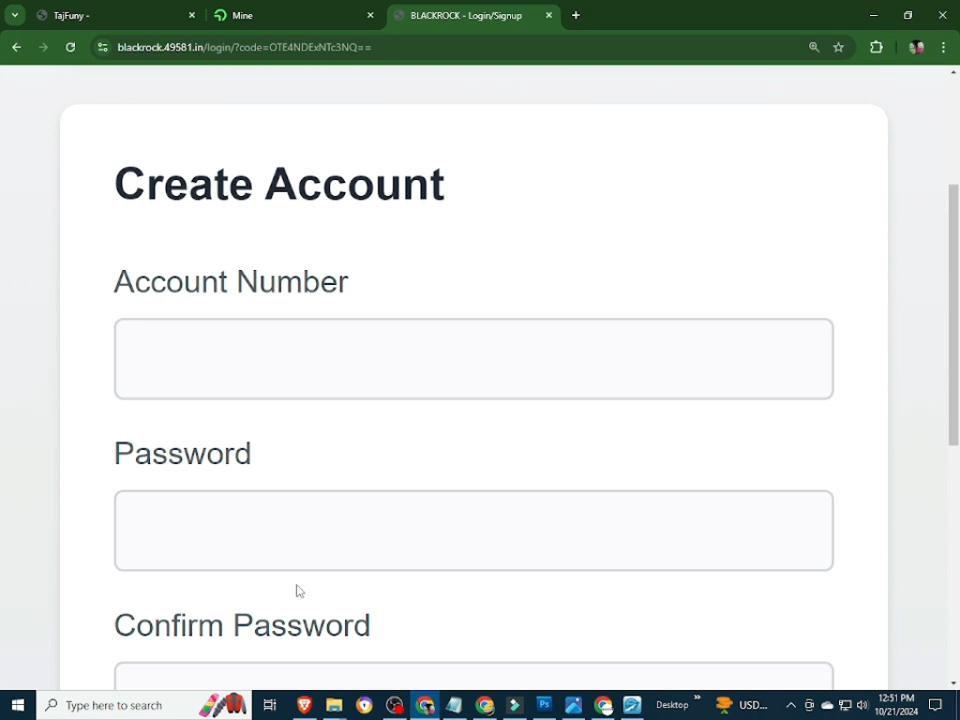 TajFuny -
Mine
BLACKROCK - Login/Signup
blackrock.49581.in/login/?code=OTE4NDExNTc3NQ==
Create Account
Account Number
Password
Confirm Password
Type here to search
Desktop
USD...
12:51 PM
10/21/2024